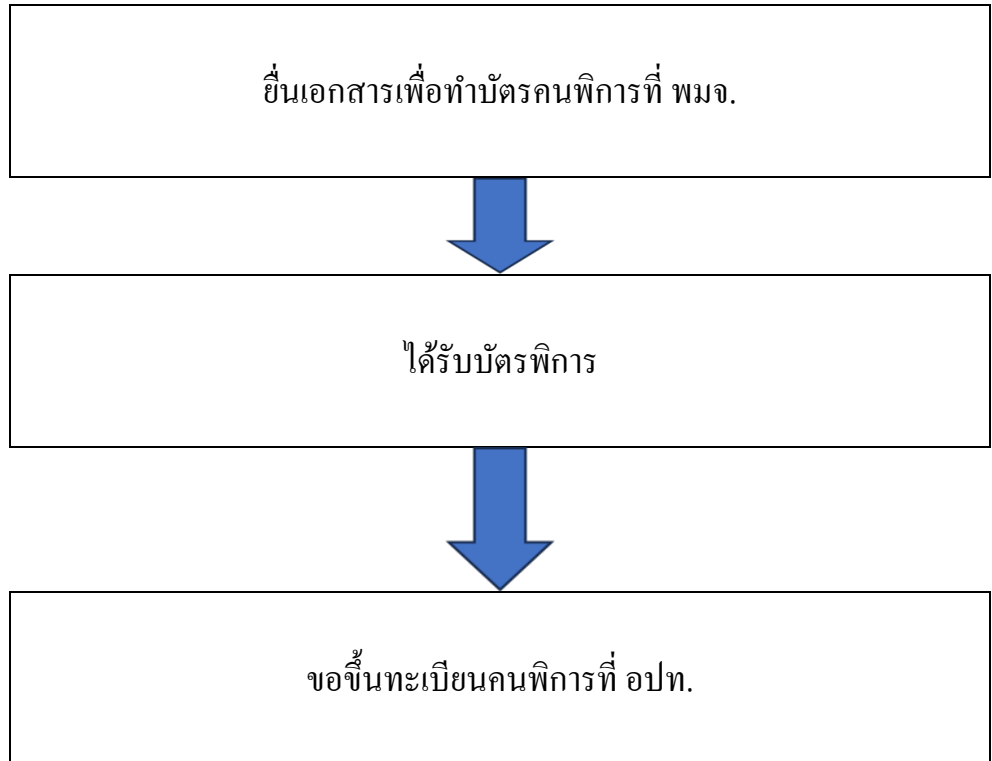 ยื่นเอกสารเพื่อทำบัตรคนพิการที่ พมจ.
ได้รับบัตรพิการ
ขอขึ้นทะเบียนคนพิการที่ อปท.